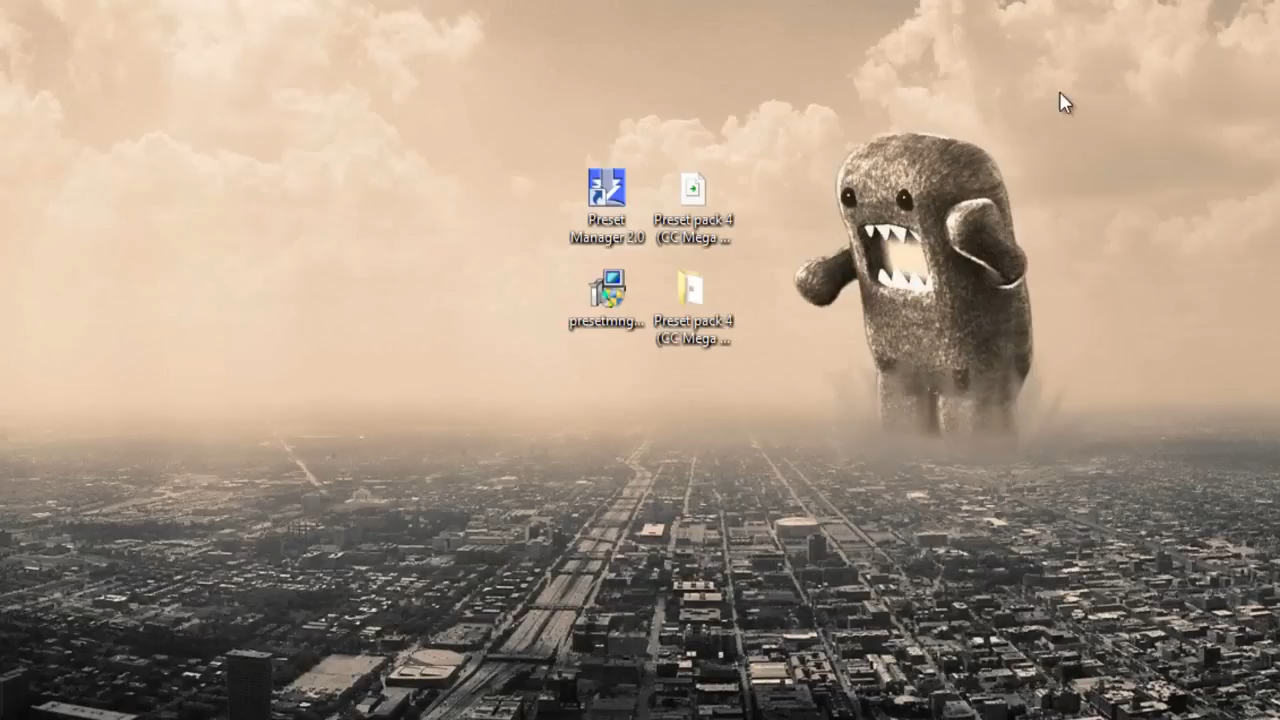 Preset
Manager 2.0
Preset pack 4
(CC Mega ...
presetmng...
Preset pack 4
(CC Mega ...